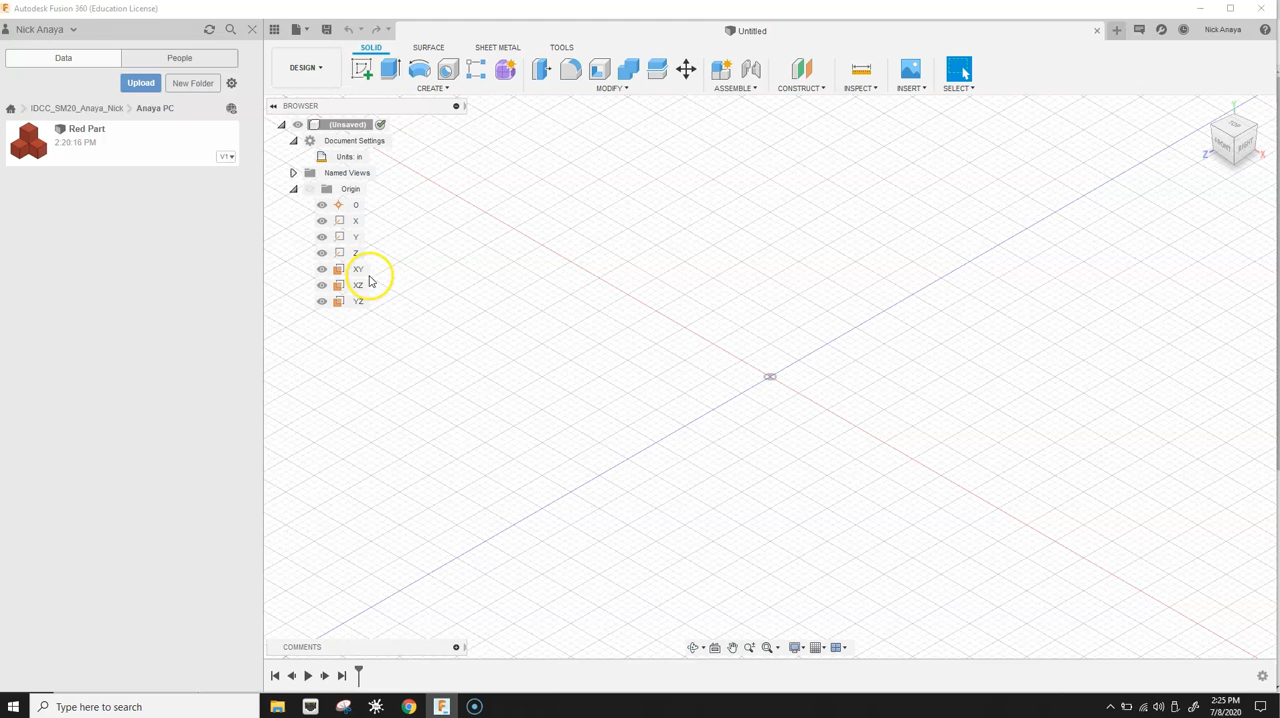 Autodesk Fusion 360 (Education License)
Nick Anaya
Data
People
Upload
New Folder
IDCC_SM20_Anaya_Nick
Anaya PC
Red Part
2:20:16 PM
V1
Untitled
Nick Anaya
SOLID
SURFACE
SHEET METAL
TOOLS
DESIGN
CREATE
MODIFY
ASSEMBLE
CONSTRUCT
INSPECT
INSERT
SELECT
BROWSER
(Unsaved)
Document Settings
Units: in
Named Views
Origin
O
X
Y
Z
XY
XZ
YZ
Y
TOP
FRONT
RIGHT
Z
X
COMMENTS
Type here to search
2:25 PM
7/8/2020